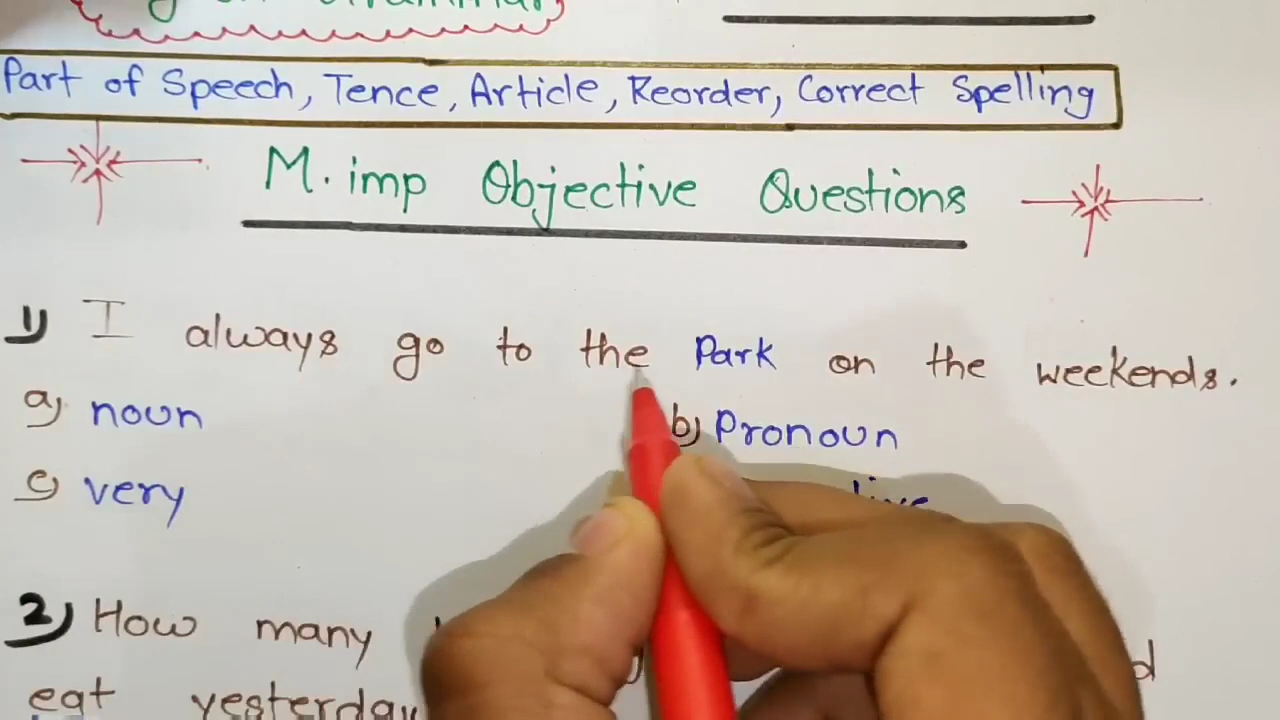 Part of Speech, Tence, Article, Reorder, Correct Spelling
M. imp Objective Questions
1) I always go to the Park on the weekends.
a) noun b) Pronoun
c) very
2) How many
eat yesterday